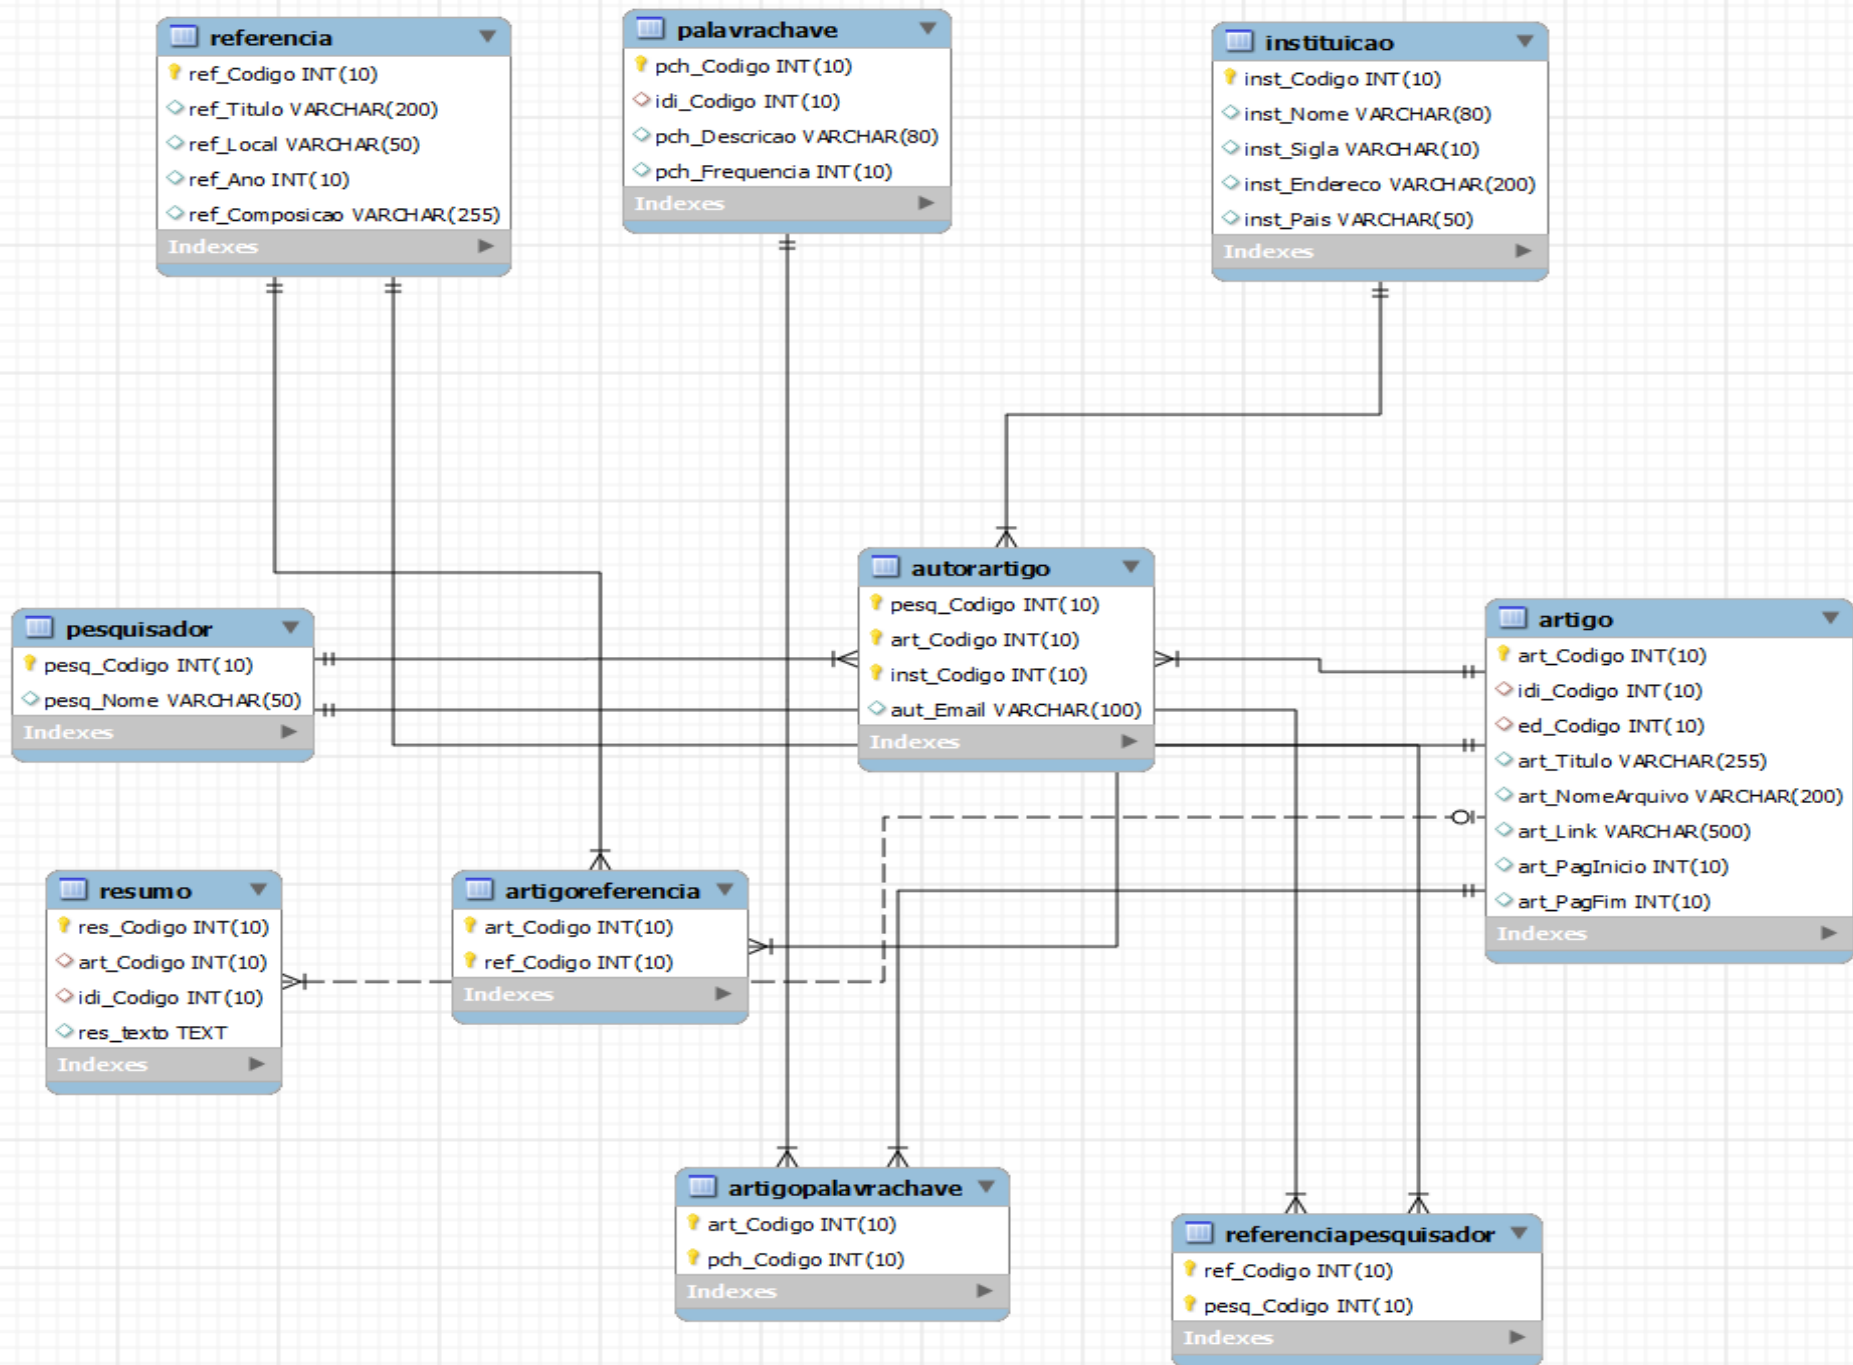 referencia
ref_Codigo INT(10)
ref_Titulo VARCHAR(200)
ref_Local VARCHAR(50)
ref_Ano INT(10)
ref_Composicao VARCHAR(255)
Indexes
palavrachave
pch_Codigo INT(10)
idi_Codigo INT(10)
pch_Descricao VARCHAR(80)
pch_Frequencia INT(10)
Indexes
instituicao
inst_Codigo INT(10)
inst_Nome VARCHAR(80)
inst_Sigla VARCHAR(10)
inst_Endereco VARCHAR(200)
inst_Pais VARCHAR(50)
Indexes
pesquisador
pesq_Codigo INT(10)
pesq_Nome VARCHAR(50)
Indexes
autorartigo
pesq_Codigo INT(10)
art_Codigo INT(10)
inst_Codigo INT(10)
aut_Email VARCHAR(100)
Indexes
artigo
art_Codigo INT(10)
idi_Codigo INT(10)
ed_Codigo INT(10)
art_Titulo VARCHAR(255)
art_NomeArquivo VARCHAR(200)
art_Link VARCHAR(500)
art_PagInicio INT(10)
art_PagFim INT(10)
Indexes
resumo
res_Codigo INT(10)
art_Codigo INT(10)
idi_Codigo INT(10)
res_texto TEXT
Indexes
artigoreferencia
art_Codigo INT(10)
ref_Codigo INT(10)
Indexes
artigopalavrachave
art_Codigo INT(10)
pch_Codigo INT(10)
Indexes
referenciapesquisador
ref_Codigo INT(10)
pesq_Codigo INT(10)
Indexes